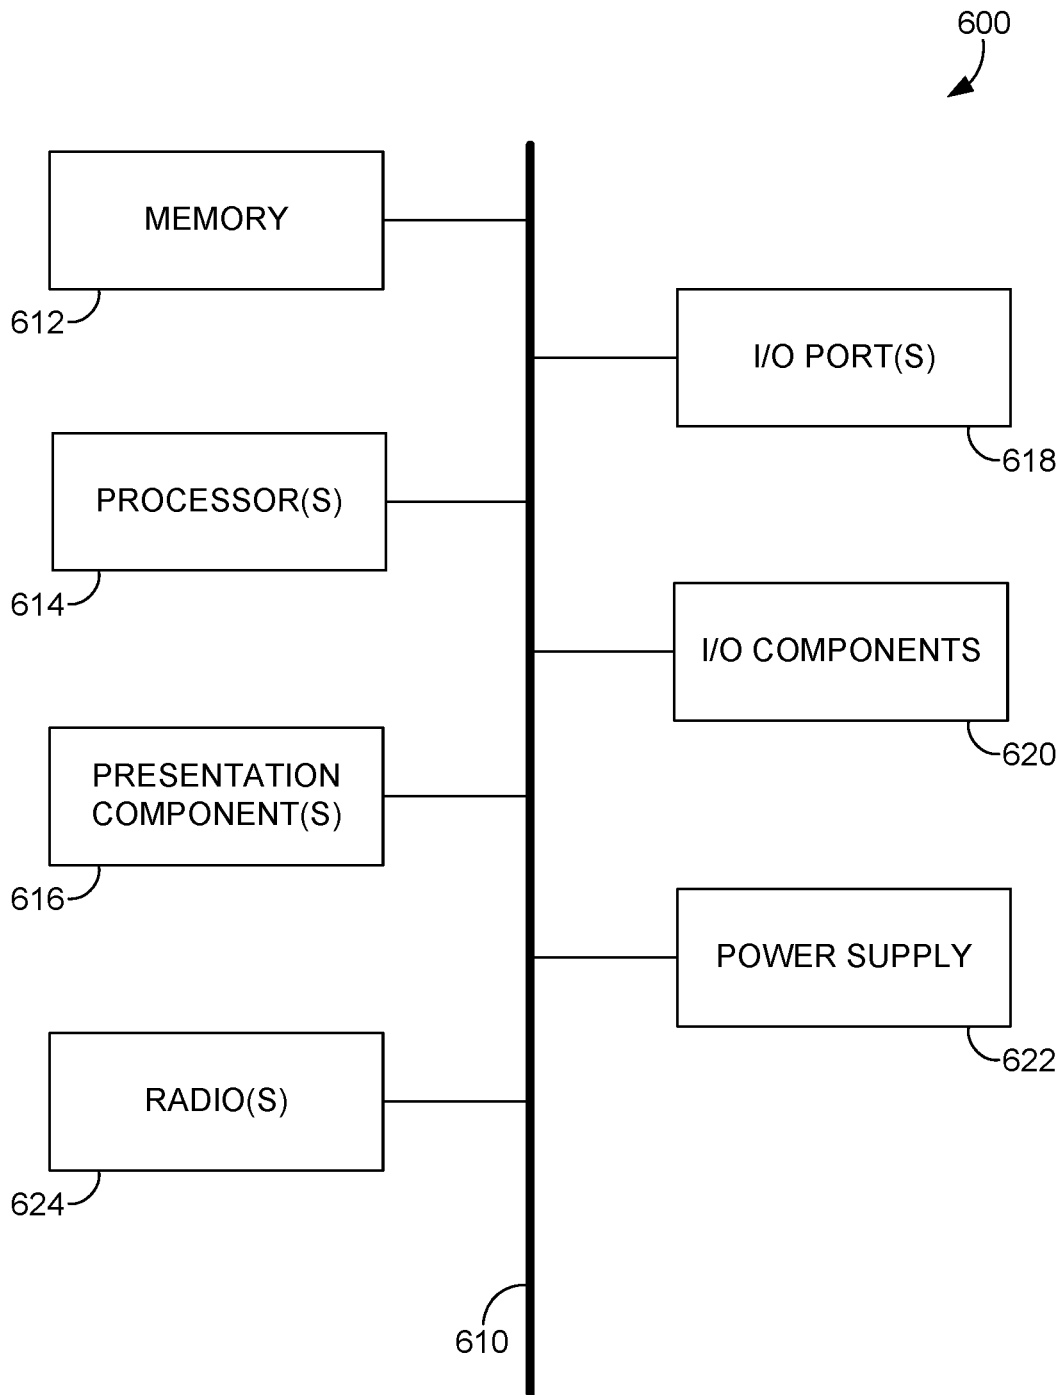 600
MEMORY
612
I/O PORT(S)
618
PROCESSOR(S)
614
I/O COMPONENTS
620
PRESENTATION
COMPONENT(S)
616
POWER SUPPLY
622
RADIO(S)
624
610